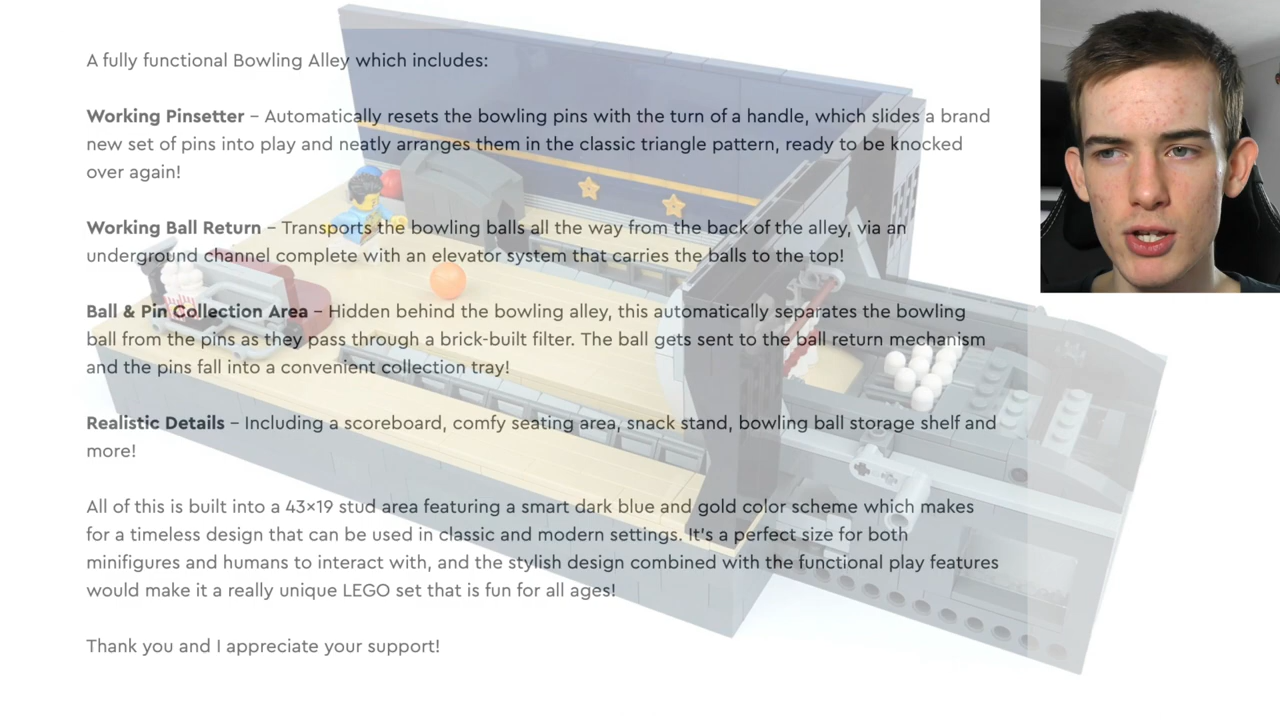 A fully functional Bowling Alley which includes:
Working Pinsetter – Automatically resets the bowling pins with the turn of a handle, which slides a brand
new set of pins into play and neatly arranges them in the classic triangle pattern, ready to be knocked
over again!
Working Ball Return – Transports the bowling balls all the way from the back of the alley, via an
underground channel complete with an elevator system that carries the balls to the top!
Ball & Pin Collection Area – Hidden behind the bowling alley, this automatically separates the bowling
ball from the pins as they pass through a brick-built filter. The ball gets sent to the ball return mechanism
and the pins fall into a convenient collection tray!
Realistic Details – Including a scoreboard, comfy seating area, snack stand, bowling ball storage shelf and
more!
All of this is built into a 43×19 stud area featuring a smart dark blue and gold color scheme which makes
for a timeless design that can be used in classic and modern settings. It's a perfect size for both
minifigures and humans to interact with, and the stylish design combined with the functional play features
would make it a really unique LEGO set that is fun for all ages!
Thank you and I appreciate your support!